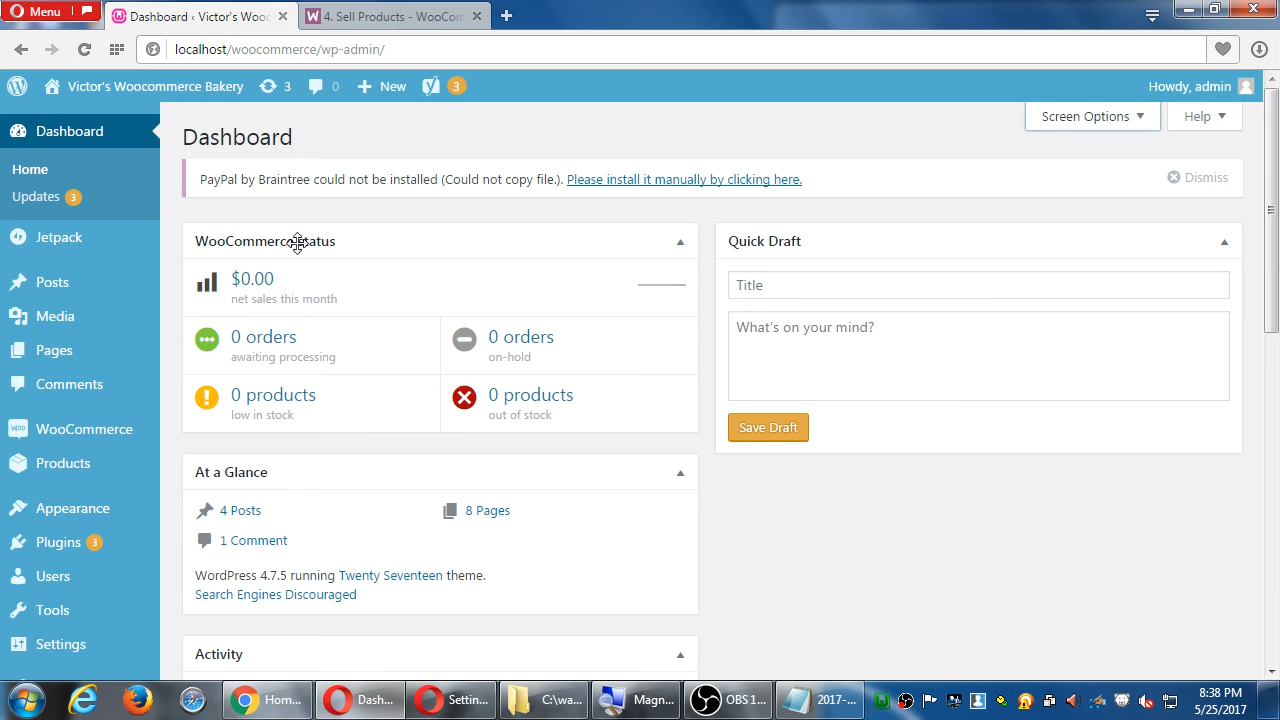 Menu
Dashboard ‹ Victor's Wooc
4. Sell Products - WooCom
localhost/woocommerce/wp-admin/
Victor's Woocommerce Bakery
3
0
New
3
Howdy, admin
Dashboard
Home
Updates 3
Jetpack
Posts
Media
Pages
Comments
WooCommerce
Products
Appearance
Plugins 3
Users
Tools
Settings
Screen Options
Help
Dashboard
PayPal by Braintree could not be installed (Could not copy file.). Please install it manually by clicking here.
Dismiss
WooCommerce Status
$0.00
net sales this month
0 orders
awaiting processing
0 orders
on-hold
0 products
low in stock
0 products
out of stock
At a Glance
4 Posts
8 Pages
1 Comment
WordPress 4.7.5 running Twenty Seventeen theme.
Search Engines Discouraged
Activity
Quick Draft
Title
What's on your mind?
Save Draft
Hom...
Dash...
Settin...
C:\wa...
Magn...
OBS 1...
2017-...
8:38 PM
5/25/2017